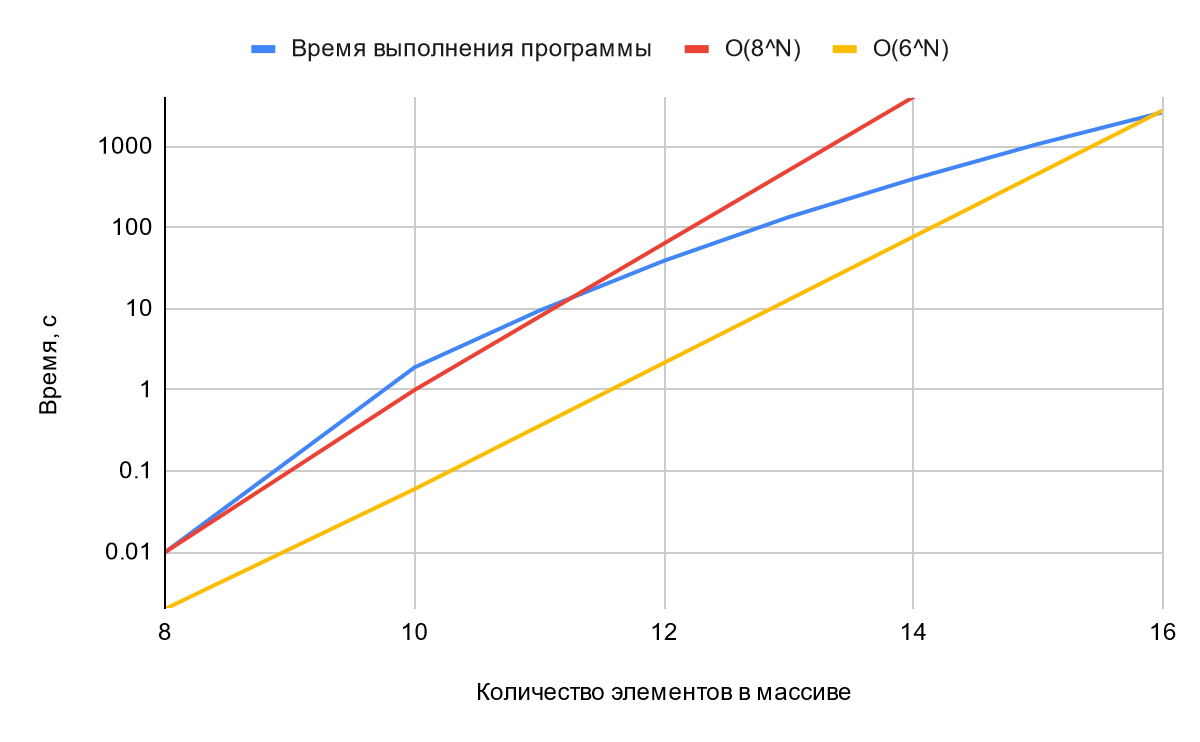 Время выполнения программы
O(8^N)
O(6^N)
1000
100
10
1
0.1
0.01
Время, с
8
10
12
14
16
Количество элементов в массиве